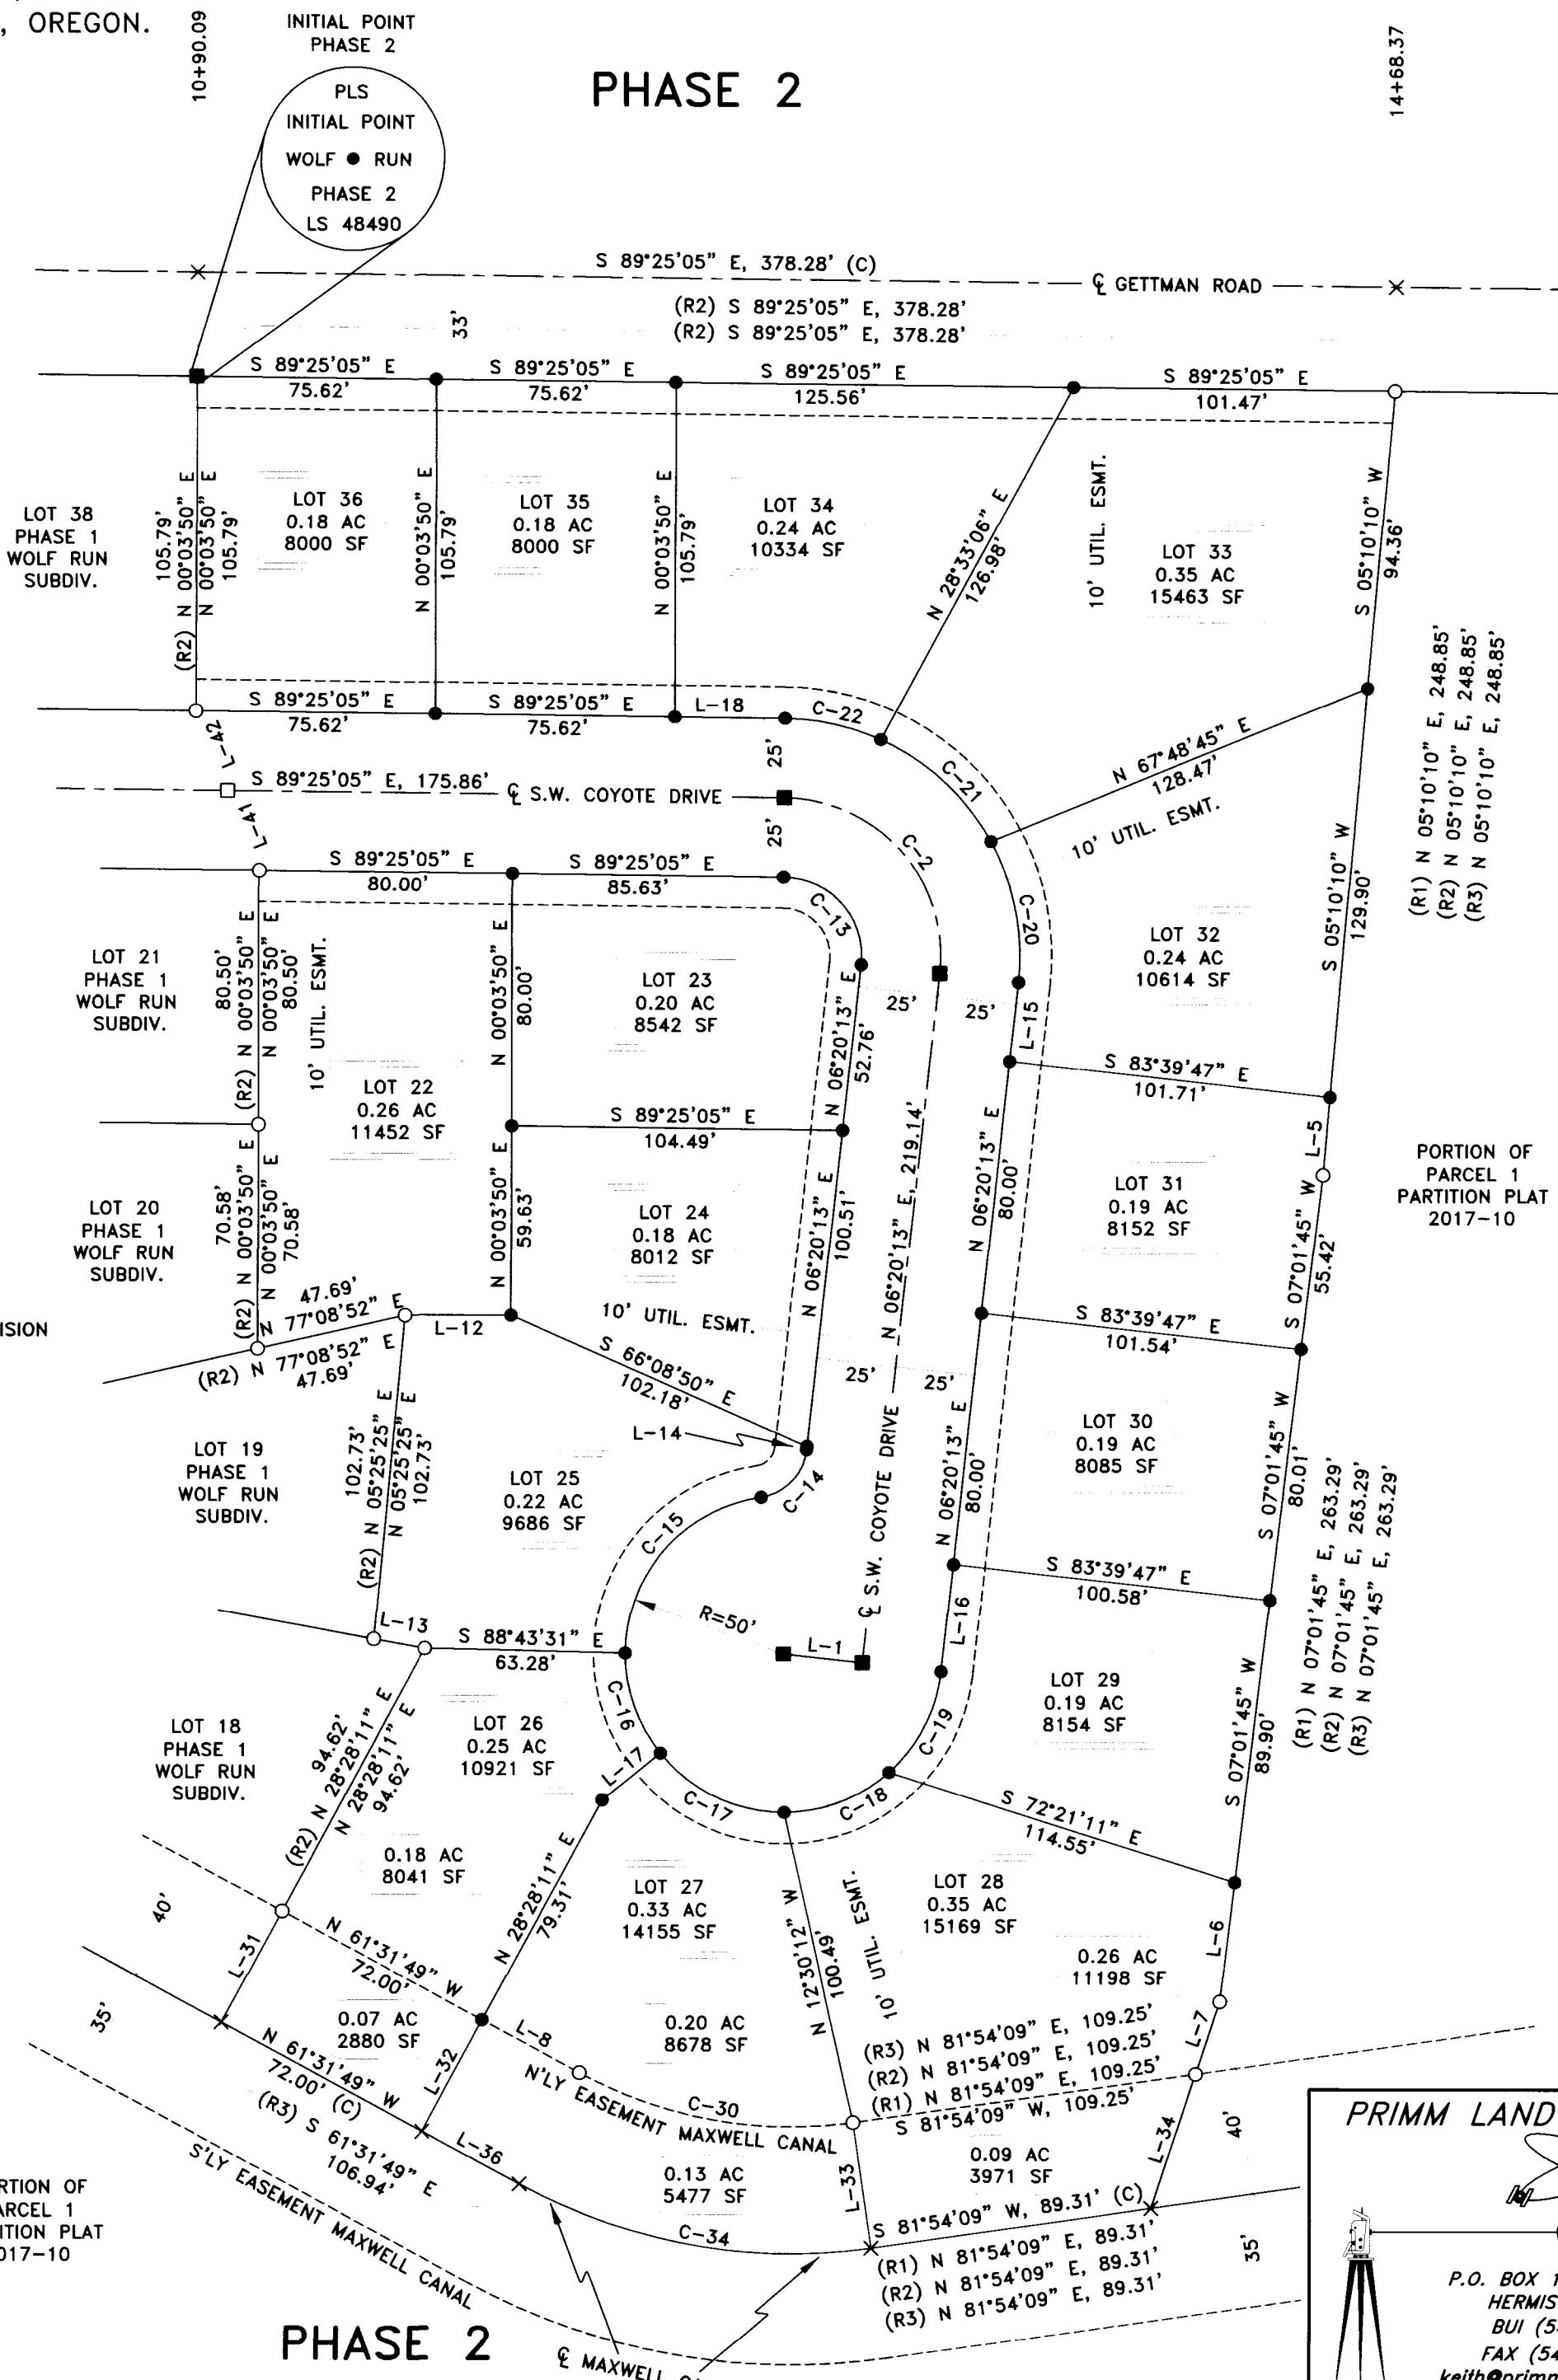 , OREGON.
10+90.09
INITIAL POINT
PHASE 2
PLS
INITIAL POINT
WOLF ● RUN
PHASE 2
LS 48490
PHASE 2
14+68.37
S 89°25'05" E, 378.28' (C)
℄ GETTMAN ROAD
(R2) S 89°25'05" E, 378.28'
(R2) S 89°25'05" E, 378.28'
33'
S 89°25'05" E
75.62'
S 89°25'05" E
75.62'
S 89°25'05" E
125.56'
S 89°25'05" E
101.47'
LOT 38
PHASE 1
WOLF RUN
SUBDIV.
(R2) N 00°03'50" E
105.79'
N 00°03'50" E
105.79'
LOT 36
0.18 AC
8000 SF
N 00°03'50" E
105.79'
LOT 35
0.18 AC
8000 SF
N 00°03'50" E
105.79'
LOT 34
0.24 AC
10334 SF
N 28°33'06" E
126.98'
10' UTIL. ESMT.
LOT 33
0.35 AC
15463 SF
S 05°10'10" W
94.36'
(R1) N 05°10'10" E, 248.85'
(R2) N 05°10'10" E, 248.85'
(R3) N 05°10'10" E, 248.85'
S 89°25'05" E
75.62'
S 89°25'05" E
75.62'
L-18
C-22
L-42
25'
C-21
N 67°48'45" E
128.47'
10' UTIL. ESMT.
S 89°25'05" E, 175.86'
℄ S.W. COYOTE DRIVE
L-41
25'
C-2
S 89°25'05" E
80.00'
S 89°25'05" E
85.63'
C-13
C-20
S 05°10'10" W
129.90'
LOT 21
PHASE 1
WOLF RUN
SUBDIV.
(R2) N 00°03'50" E
80.50'
N 00°03'50" E
80.50'
10' UTIL. ESMT.
LOT 22
0.26 AC
11452 SF
N 00°03'50" E
80.00'
LOT 23
0.20 AC
8542 SF
N 06°20'13" E
52.76'
25'
25'
L-15
LOT 32
0.24 AC
10614 SF
S 83°39'47" E
101.71'
S 89°25'05" E
104.49'
L-5
PORTION OF
PARCEL 1
PARTITION PLAT
2017-10
LOT 20
PHASE 1
WOLF RUN
SUBDIV.
(R2) N 00°03'50" E
70.58'
N 00°03'50" E
70.58'
N 00°03'50" E
59.63'
LOT 24
0.18 AC
8012 SF
N 06°20'13" E
100.51'
℄ S.W. COYOTE DRIVE
N 06°20'13" E, 219.14'
N 06°20'13" E
80.00'
LOT 31
0.19 AC
8152 SF
S 07°01'45" W
55.42'
ISION
47.69'
N 77°08'52" E
(R2) N 77°08'52" E
47.69'
L-12
10' UTIL. ESMT.
S 66°08'50" E
102.18'
25'
25'
S 83°39'47" E
101.54'
LOT 19
PHASE 1
WOLF RUN
SUBDIV.
(R2) N 05°25'25" E
102.73'
N 05°25'25" E
102.73'
L-14
LOT 25
0.22 AC
9686 SF
C-14
C-15
N 06°20'13" E
80.00'
LOT 30
0.19 AC
8085 SF
S 07°01'45" W
80.01'
S 83°39'47" E
100.58'
(R1) N 07°01'45" E, 263.29'
(R2) N 07°01'45" E, 263.29'
(R3) N 07°01'45" E, 263.29'
L-13
S 88°43'31" E
63.28'
R=50'
L-1
L-16
LOT 18
PHASE 1
WOLF RUN
SUBDIV.
(R2) N 28°28'11" E
94.62'
N 28°28'11" E
94.62'
LOT 26
0.25 AC
10921 SF
C-16
L-17
C-17
C-18
C-19
LOT 29
0.19 AC
8154 SF
S 07°01'45" W
89.90'
S 72°21'11" E
114.55'
0.18 AC
8041 SF
N 28°28'11" E
79.31'
LOT 27
0.33 AC
14155 SF
N 12°30'12" W
100.49'
10' UTIL. ESMT.
LOT 28
0.35 AC
15169 SF
0.26 AC
11198 SF
L-6
40'
L-31
N 61°31'49" W
72.00'
35'
0.07 AC
2880 SF
L-32
L-8
0.20 AC
8678 SF
(R3) N 81°54'09" E, 109.25'
(R2) N 81°54'09" E, 109.25'
(R1) N 81°54'09" E, 109.25'
S 81°54'09" W, 109.25'
L-7
N 61°31'49" W
72.00' (C)
(R3) S 61°31'49" E
106.94'
C-30
N'LY EASEMENT MAXWELL CANAL
L-36
0.13 AC
5477 SF
L-33
0.09 AC
3971 SF
L-34
40'
S 81°54'09" W, 89.31' (C)
(R1) N 81°54'09" E, 89.31'
(R2) N 81°54'09" E, 89.31'
(R3) N 81°54'09" E, 89.31'
35'
C-34
S'LY EASEMENT MAXWELL CANAL
RTION OF
ARCEL 1
ITION PLAT
017-10
PHASE 2
℄ MAXWELL
PRIMM LAND
P.O. BOX 1
HERMIS
BUI (5
FAX (54
keith@primm